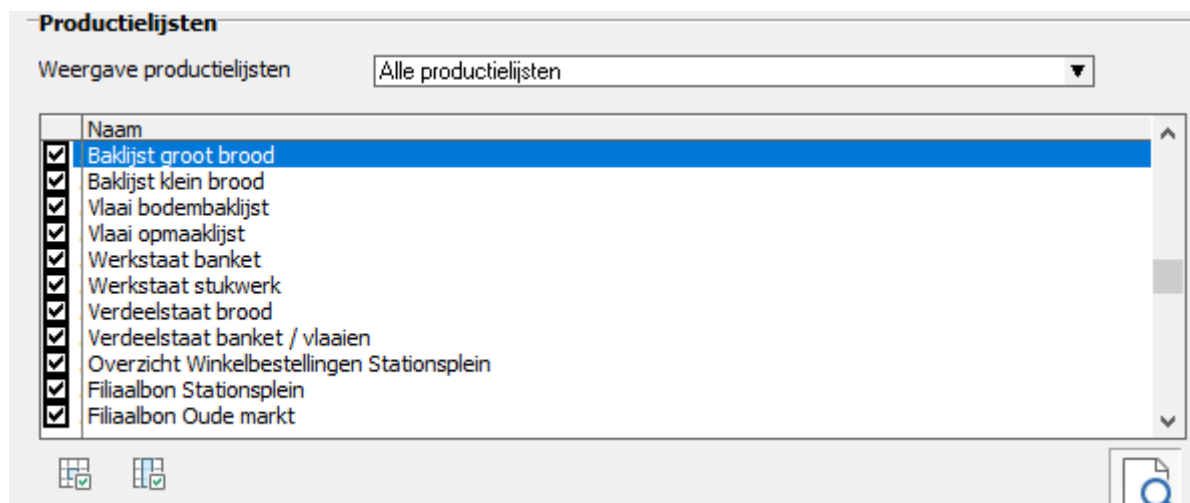 Productielijsten
Weergave productielijsten Alle productielijsten
Naam
Baklijst groot brood
Baklijst klein brood
Vlaai bodembaklijst
Vlaai opmaaklijst
Werkstaat banket
Werkstaat stukwerk
Verdeelstaat brood
Verdeelstaat banket / vlaaien
Overzicht Winkelbestellingen Stationsplein
Filiaalbon Stationsplein
Filiaalbon Oude markt